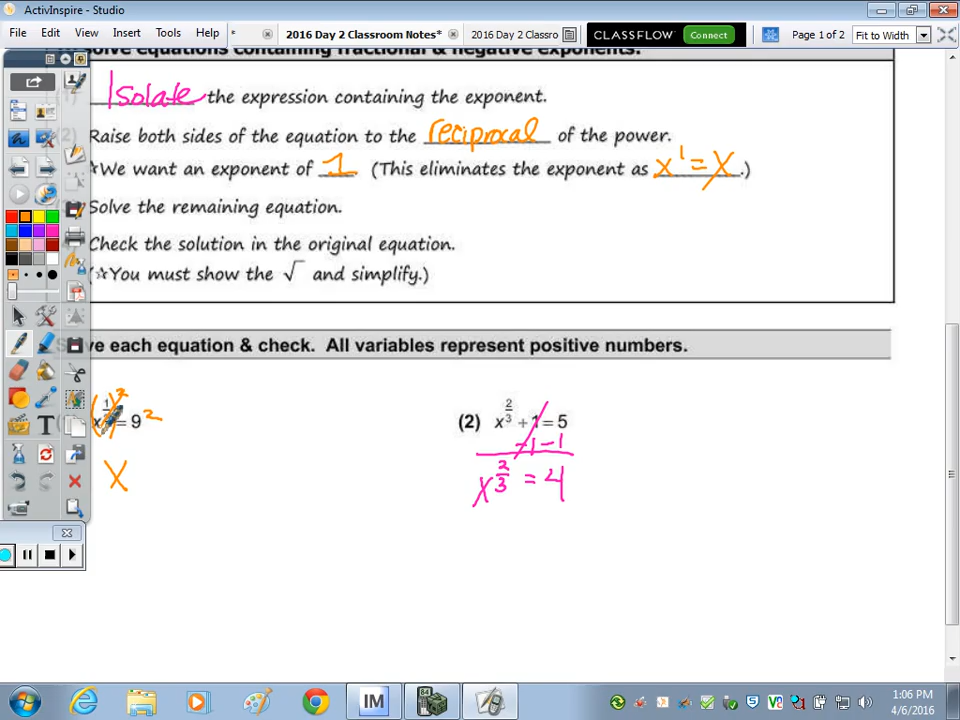 ActivInspire - Studio
File Edit View Insert Tools Help
2016 Day 2 Classroom Notes*
2016 Day 2 Classro
CLASSFLOW Connect
Page 1 of 2
Fit to Width
solve equations containing fractional & negative exponents:
(1) Isolate the expression containing the exponent.
(2) Raise both sides of the equation to the reciprocal of the power.
☆We want an exponent of 1 (This eliminates the exponent as x¹ = x.)
Solve the remaining equation.
Check the solution in the original equation.
(☆You must show the √ and simplify.)
ve each equation & check. All variables represent positive numbers.
= 9²
x
(2) x^(2/3) + 1 = 5
-1 -1
x^(2/3) = 4
IM
84
1:06 PM
4/6/2016